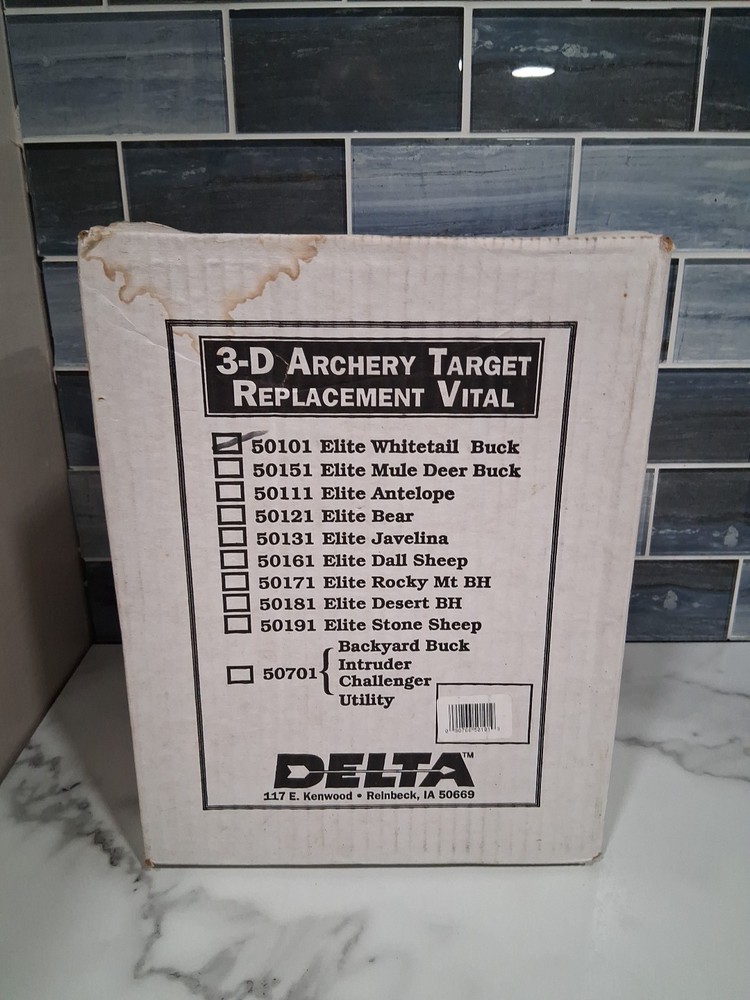 3-D Archery Target
Replacement Vital
50101 Elite Whitetail Buck
50151 Elite Mule Deer Buck
50111 Elite Antelope
50121 Elite Bear
50131 Elite Javelina
50161 Elite Dall Sheep
50171 Elite Rocky Mt BH
50181 Elite Desert BH
50191 Elite Stone Sheep
Backyard Buck
Intruder
50701
Challenger
Utility
DELTA™
117 E. Kenwood • Reinbeck, IA 50669